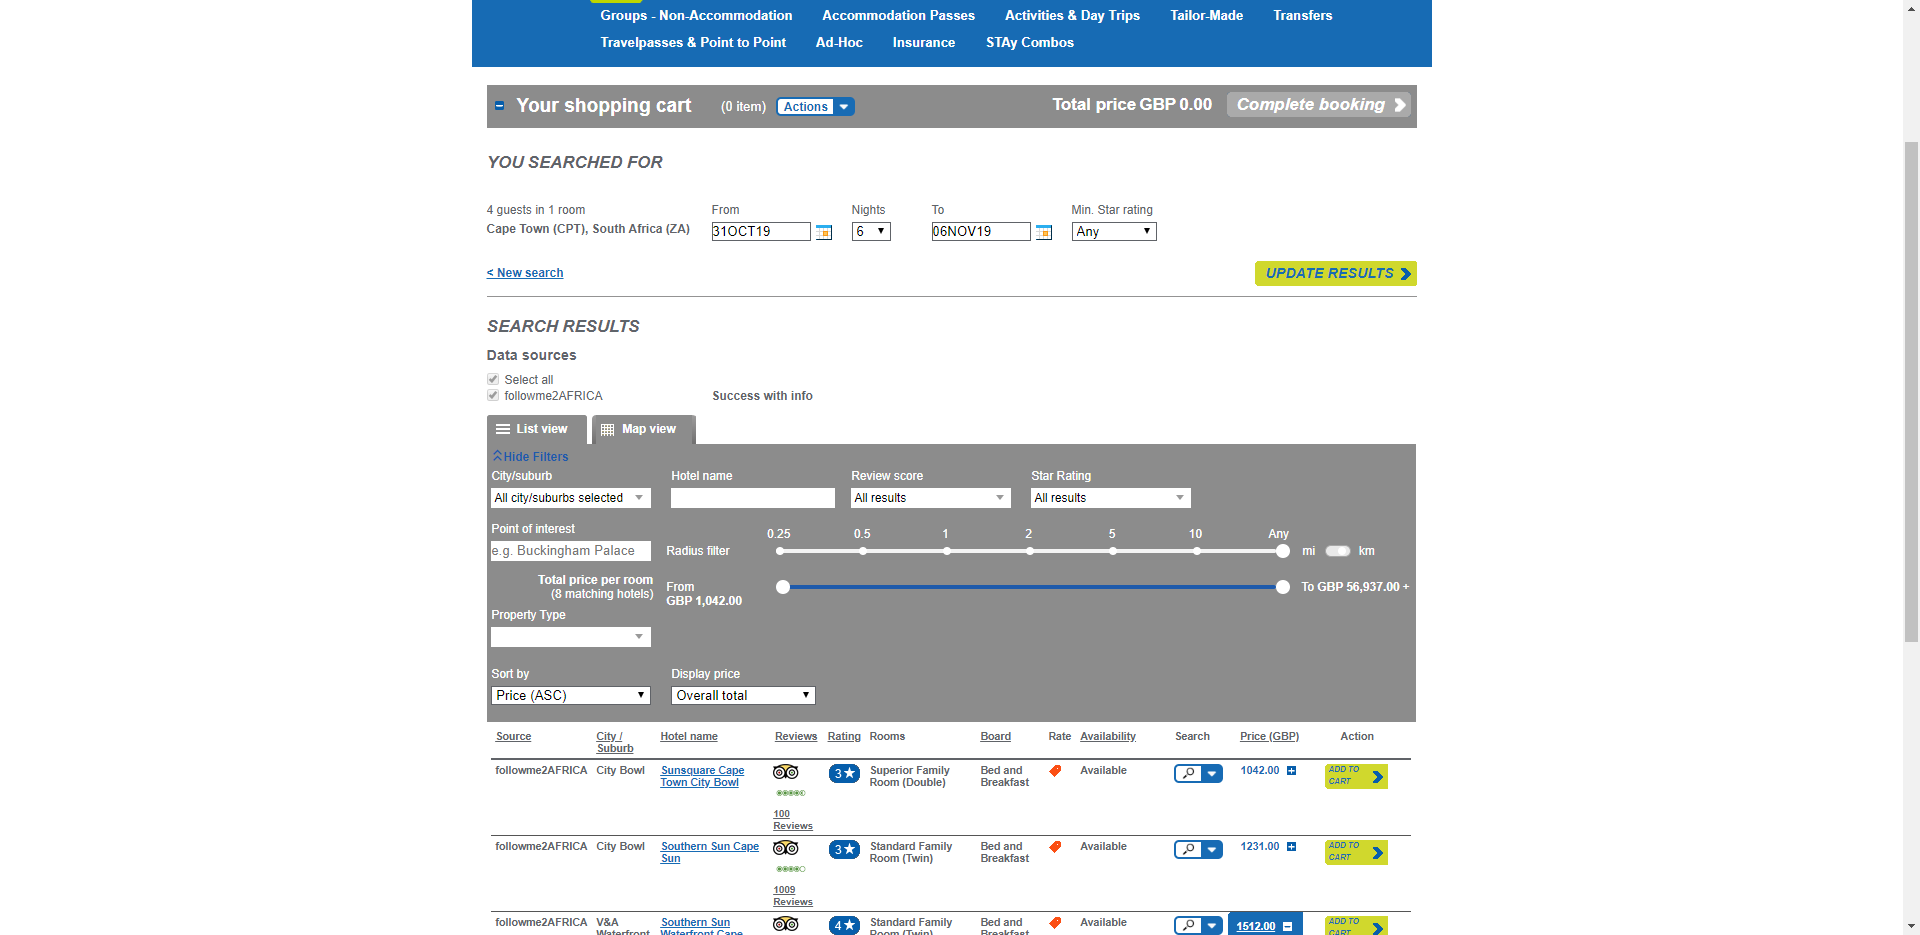 Groups - Non-Accommodation Accommodation Passes Activities & Day Trips Tailor-Made Transfers
Travelpasses & Point to Point Ad-Hoc Insurance STAy Combos
Your shopping cart (0 item) Actions Total price GBP 0.00 Complete booking
YOU SEARCHED FOR
4 guests in 1 room From Nights To Min. Star rating
Cape Town (CPT), South Africa (ZA) 31OCT19 6 06NOV19 Any
< New search UPDATE RESULTS
SEARCH RESULTS
Data sources
Select all
followme2AFRICA Success with info
List view Map view
Hide Filters
City/suburb Hotel name Review score Star Rating
All city/suburbs selected All results All results
Point of interest 0.25 0.5 1 2 5 10 Any
e.g. Buckingham Palace Radius filter mi km
Total price per room From To GBP 56,937.00 +
(8 matching hotels) GBP 1,042.00
Property Type
Sort by Display price
Price (ASC) Overall total
Source City / Hotel name Reviews Rating Rooms Board Rate Availability Search Price (GBP) Action
Suburb
followme2AFRICA City Bowl Sunsquare Cape 3 Superior Family Bed and Available 1042.00 ADD TO
Town City Bowl Room (Double) Breakfast CART
100
Reviews
followme2AFRICA City Bowl Southern Sun Cape 3 Standard Family Bed and Available 1231.00 ADD TO
Sun Room (Twin) Breakfast CART
1009
Reviews
followme2AFRICA V&A Southern Sun 4 Standard Family Bed and Available 1512.00 ADD TO
Waterfront Waterfront Cape Room (Twin) Breakfast CART